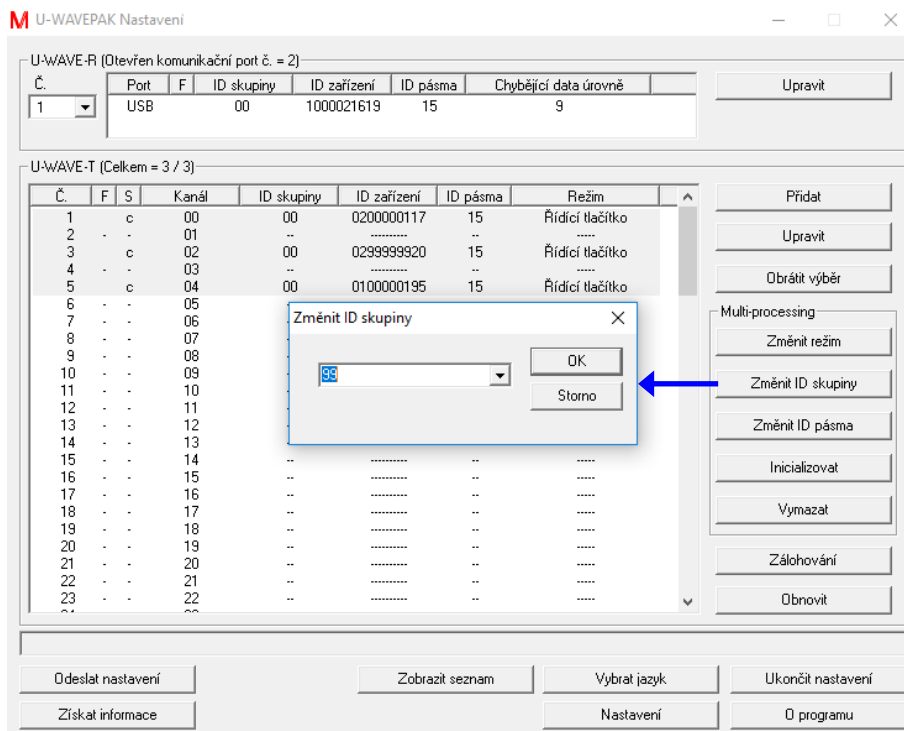 M U-WAVEPAK Nastavení
U-WAVE-R (Otevřen komunikační port č. = 2)
Č. Port F ID skupiny ID zařízení ID pásma Chybějící data úrovně Upravit
1 USB 00 1000021619 15 9
U-WAVE-T (Celkem = 3 / 3)
Č. F S Kanál ID skupiny ID zařízení ID pásma Režim Přidat
1 c 00 00 0200000117 15 Řídící tlačítko
2 - - 01 -- ---------- -- ----- Upravit
3 c 02 00 0299999920 15 Řídící tlačítko
4 - - 03 -- ---------- -- ----- Obrátit výběr
5 c 04 00 0100000195 15 Řídící tlačítko
6 - - 05
Změnit ID skupiny
Multi-processing
7 - - 06
8 - - 07 Změnit režim
9 - - 08
99 OK
10 - - 09 Změnit ID skupiny
11 - - 10
Storno
12 - - 11
13 - - 12 Změnit ID pásma
14 - - 13
15 - - 14 -- ---------- -- ----- Inicializovat
16 - - 15 -- ---------- -- -----
17 - - 16 -- ---------- -- -----
18 - - 17 -- ---------- -- ----- Vymazat
19 - - 18 -- ---------- -- -----
20 - - 19 -- ---------- -- -----
21 - - 20 -- ---------- -- ----- Zálohování
22 - - 21 -- ---------- -- -----
23 - - 22 -- ---------- -- ----- Obnovit
Odeslat nastavení Zobrazit seznam Vybrat jazyk Ukončit nastavení
Získat informace Nastavení O programu